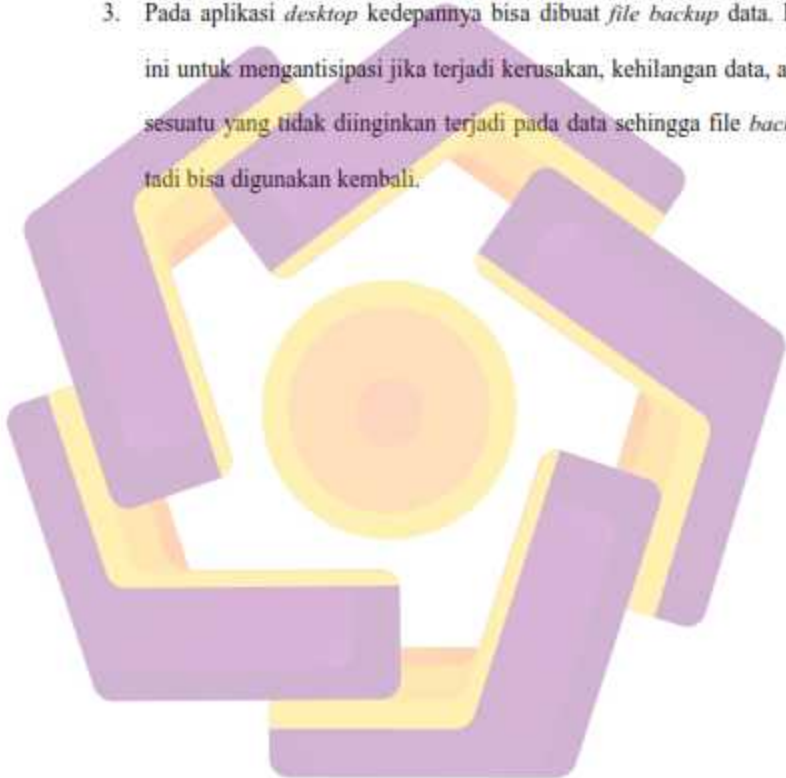 3. Pada aplikasi desktop kedepannya bisa dibuat file backup data.
ini untuk mengantisipasi jika terjadi kerusakan, kehilangan data,
sesuatu yang tidak diinginkan terjadi pada data sehingga file
tadi bisa digunakan kembali.